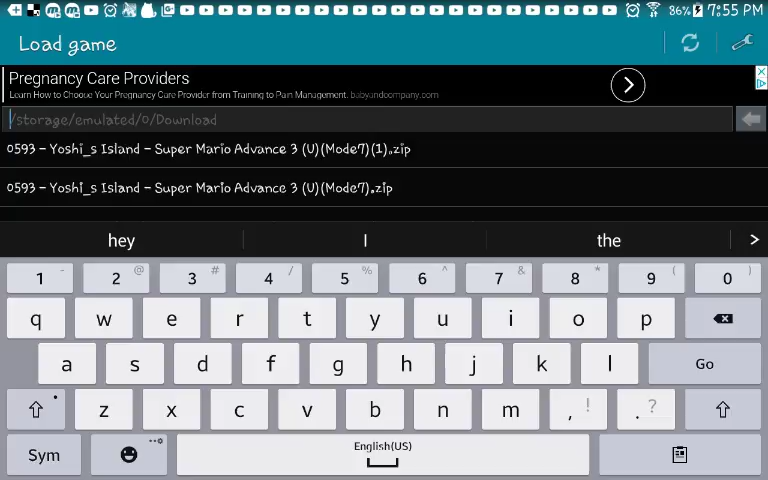 86% 7:55 PM
Load game
Pregnancy Care Providers
Learn How to Choose Your Pregnancy Care Provider from Training to Pain Management. babyandcompany.com
/storage/emulated/0/Download
0593 - Yoshi_s Island - Super Mario Advance 3 (U)(Mode7)(1).zip
0593 - Yoshi_s Island - Super Mario Advance 3 (U)(Mode7).zip
hey I the >
1 - 2 @ 3 # 4 / 5 % 6 ^ 7 & 8 * 9 ( 0 )
q w e r t y u i o p
a s d f g h j k l Go
z x c v b n m , ! . ?
Sym English(US)